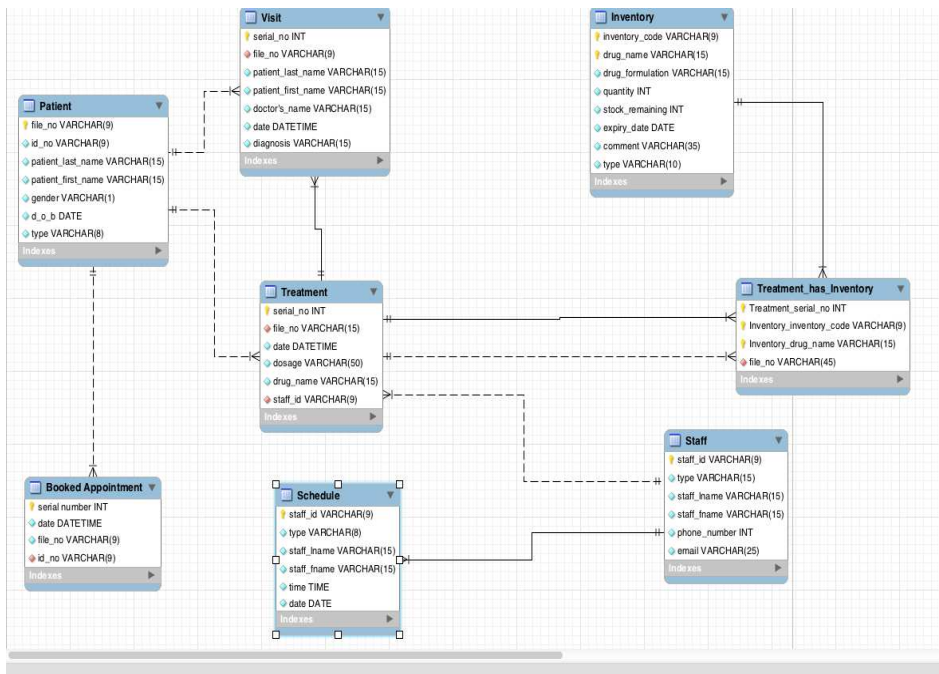 Visit
serial_no INT
file_no VARCHAR(9)
patient_last_name VARCHAR(15)
patient_first_name VARCHAR(15)
doctor's_name VARCHAR(15)
date DATETIME
diagnosis VARCHAR(15)
Indexes
Inventory
inventory_code VARCHAR(9)
drug_name VARCHAR(15)
drug_formulation VARCHAR(15)
quantity INT
stock_remaining INT
expiry_date DATE
comment VARCHAR(35)
type VARCHAR(10)
Indexes
Patient
file_no VARCHAR(9)
id_no VARCHAR(9)
patient_last_name VARCHAR(15)
patient_first_name VARCHAR(15)
gender VARCHAR(1)
d_o_b DATE
type VARCHAR(8)
Indexes
Treatment
serial_no INT
file_no VARCHAR(15)
date DATETIME
dosage VARCHAR(50)
drug_name VARCHAR(15)
staff_id VARCHAR(9)
Indexes
Treatment_has_Inventory
Treatment_serial_no INT
Inventory_inventory_code VARCHAR(9)
Inventory_drug_name VARCHAR(15)
file_no VARCHAR(45)
Indexes
Booked Appointment
serial number INT
date DATETIME
file_no VARCHAR(9)
id_no VARCHAR(9)
Indexes
Schedule
staff_id VARCHAR(9)
type VARCHAR(8)
staff_lname VARCHAR(15)
staff_fname VARCHAR(15)
time TIME
date DATE
Indexes
Staff
staff_id VARCHAR(9)
type VARCHAR(15)
staff_lname VARCHAR(15)
staff_fname VARCHAR(15)
phone_number INT
email VARCHAR(25)
Indexes